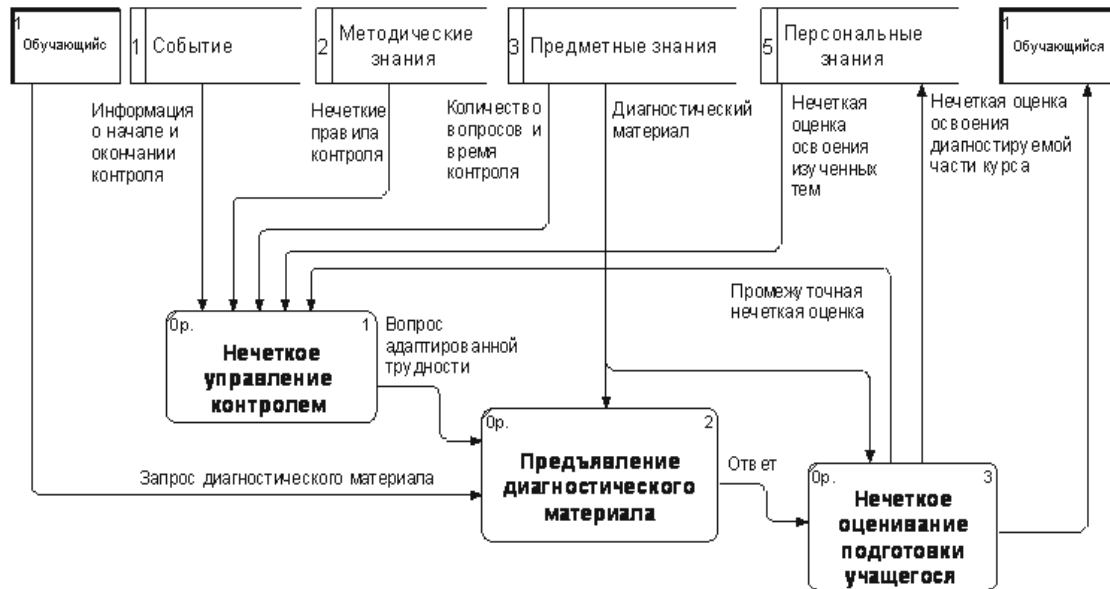 1
Обучающийс
1 Событие
2 Методические
знания
3 Предметные знания
5 Персональные
знания
1
Обучающийся
Информация
о начале и
окончании
контроля
Нечеткие
правила
контроля
Количество
вопросов и
время
контроля
Диагностический
материал
Нечеткая
оценка
освоения
изученных
тем
Нечеткая оценка
освоения
диагностируемой
части курса
Промежуточная
нечеткая оценка
0р. 1
Нечеткое
управление
контролем
Вопрос
адаптированной
трудности
0р. 2
Предъявление
диагностического
материала
Запрос диагностического материала
Ответ
0р. 3
Нечеткое
оценивание
подготовки
учащегося